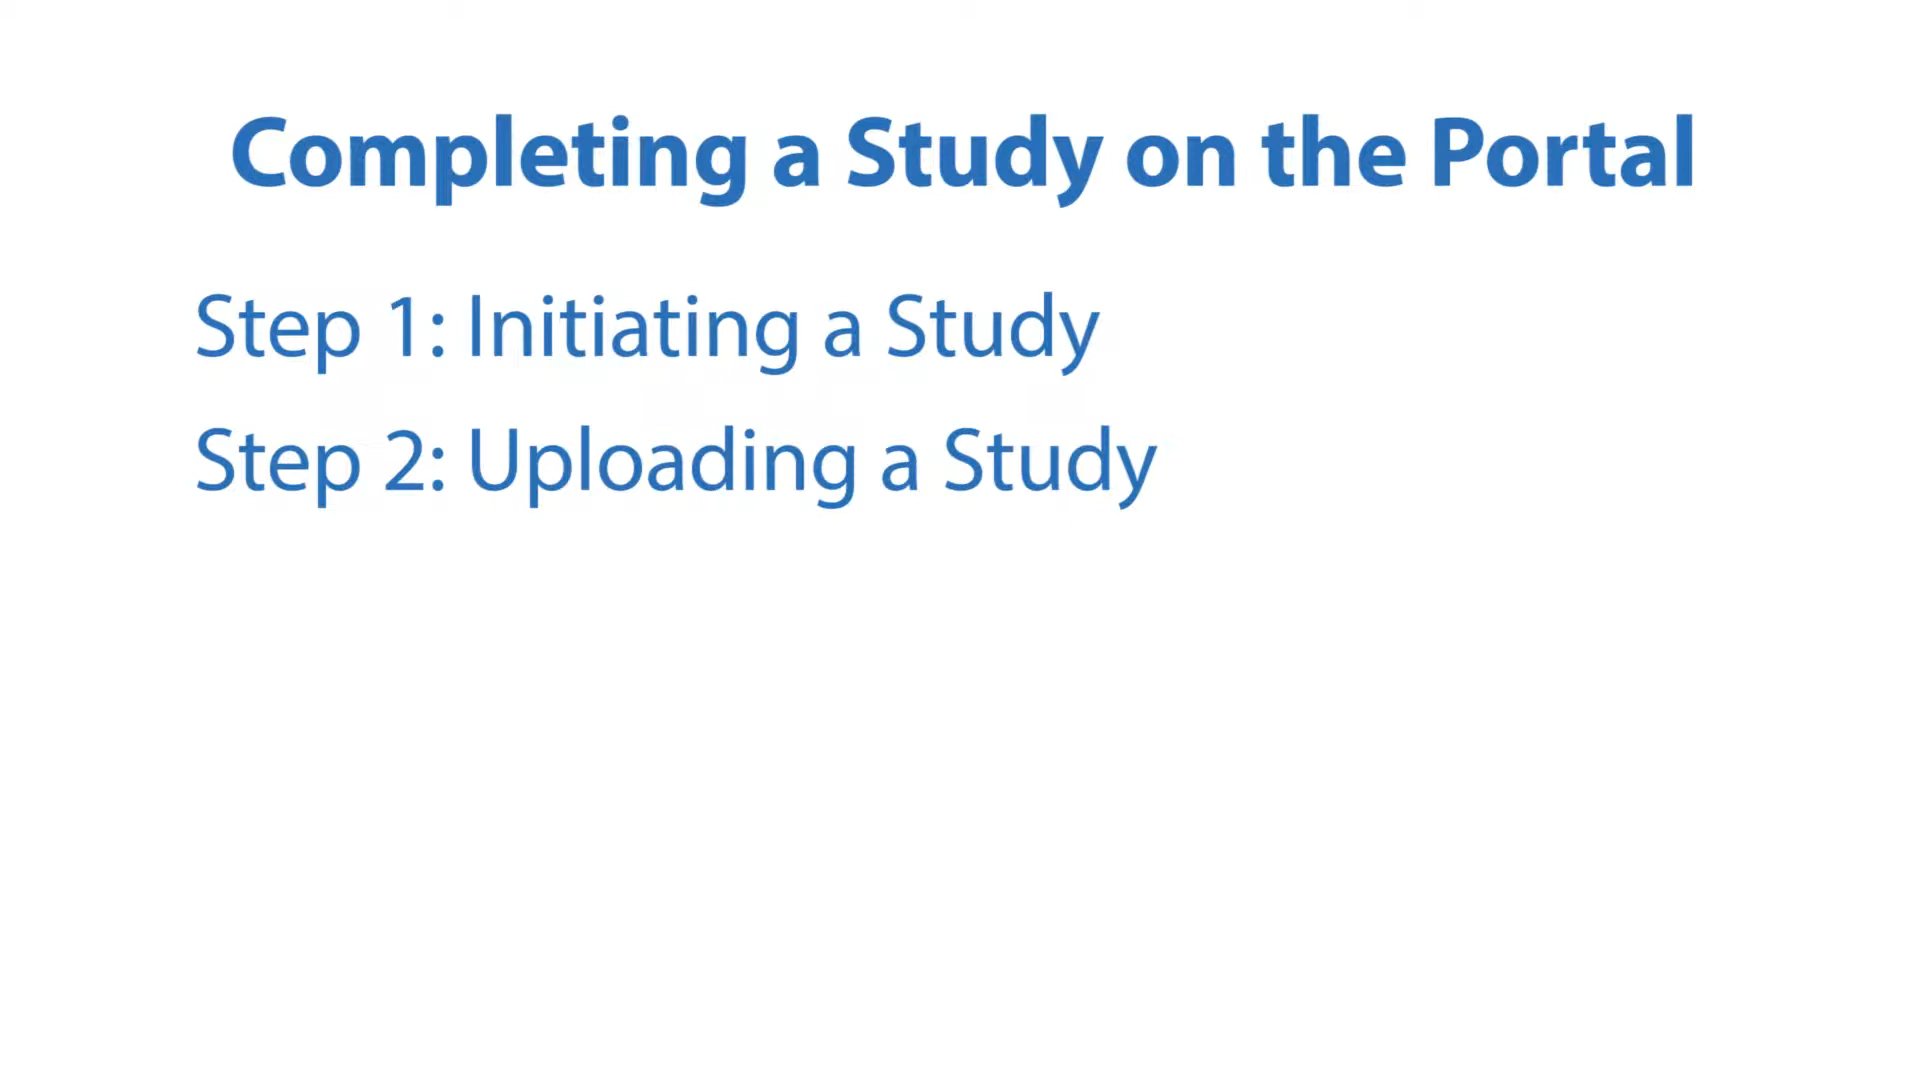 Completing a Study on the Portal
Step 1: Initiating a Study
Step 2: Uploading a Study